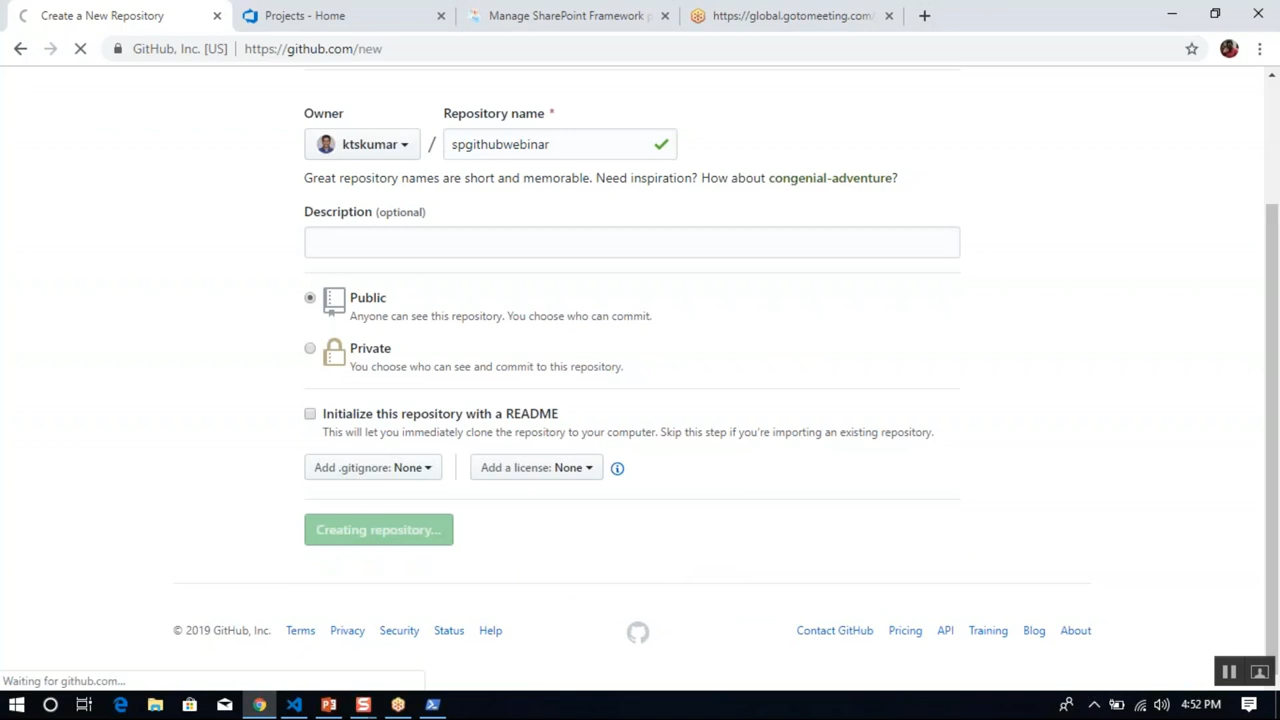 Create a New Repository
Projects - Home
Manage SharePoint Framework p
https://global.gotomeeting.com/
GitHub, Inc. [US]
https://github.com/new
Owner
Repository name *
ktskumar
/
spgithubwebinar
Great repository names are short and memorable. Need inspiration? How about congenial-adventure?
Description (optional)
Public
Anyone can see this repository. You choose who can commit.
Private
You choose who can see and commit to this repository.
Initialize this repository with a README
This will let you immediately clone the repository to your computer. Skip this step if you're importing an existing repository.
Add .gitignore: None
Add a license: None
Creating repository...
© 2019 GitHub, Inc.
Terms
Privacy
Security
Status
Help
Contact GitHub
Pricing
API
Training
Blog
About
Waiting for github.com...
4:52 PM